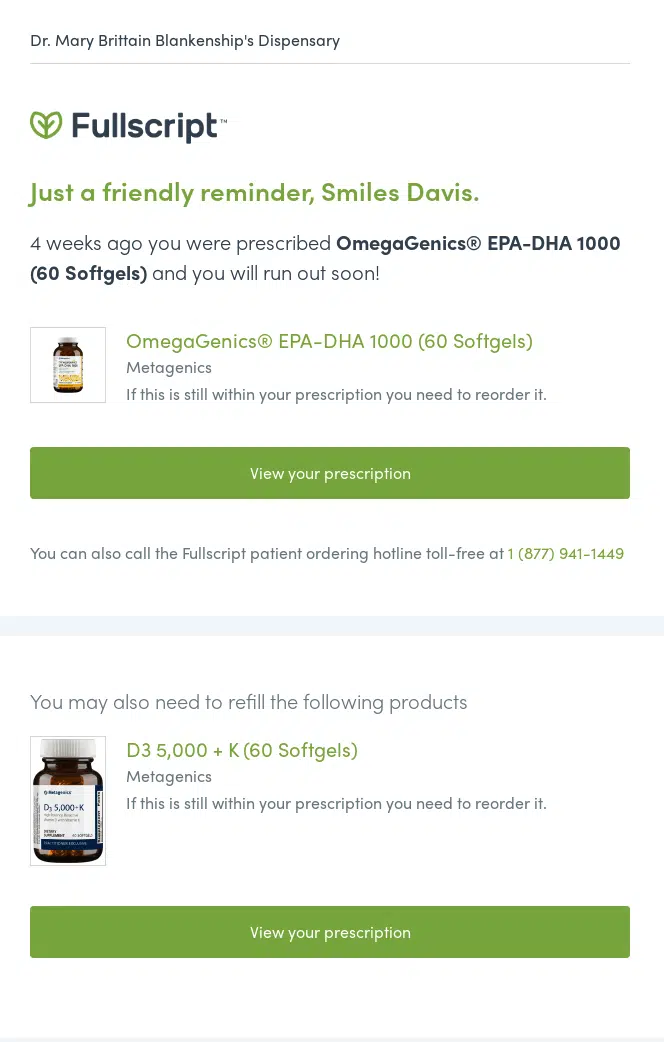 Dr. Mary Brittain Blankenship's Dispensary
Fullscript™
Just a friendly reminder, Smiles Davis.
4 weeks ago you were prescribed OmegaGenics® EPA-DHA 1000
(60 Softgels) and you will run out soon!
OmegaGenics® EPA-DHA 1000 (60 Softgels)
Metagenics
If this is still within your prescription you need to reorder it.
View your prescription
You can also call the Fullscript patient ordering hotline toll-free at 1 (877) 941-1449
You may also need to refill the following products
D3 5,000 + K (60 Softgels)
Metagenics
If this is still within your prescription you need to reorder it.
Metagenics
D₃ 5,000+K
DIETARY
SUPPLEMENT
60 SOFTGELS
View your prescription